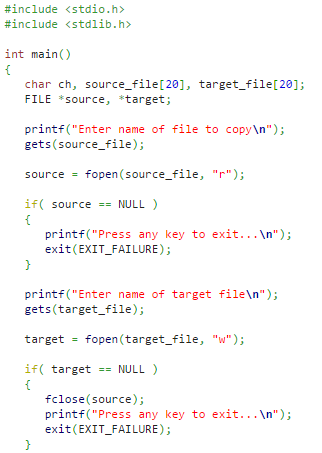 #include <stdio.h>
#include <stdlib.h>
int main()
{
char ch, source_file[20], target_file[20];
FILE *source, *target;
printf("Enter name of file to copy\n");
gets(source_file);
source = fopen(source_file, "r");
if( source == NULL )
{
printf("Press any key to exit...\n");
exit(EXIT_FAILURE);
}
printf("Enter name of target file\n");
gets(target_file);
target = fopen(target_file, "w");
if( target == NULL )
{
fclose(source);
printf("Press any key to exit...\n");
exit(EXIT_FAILURE);
}